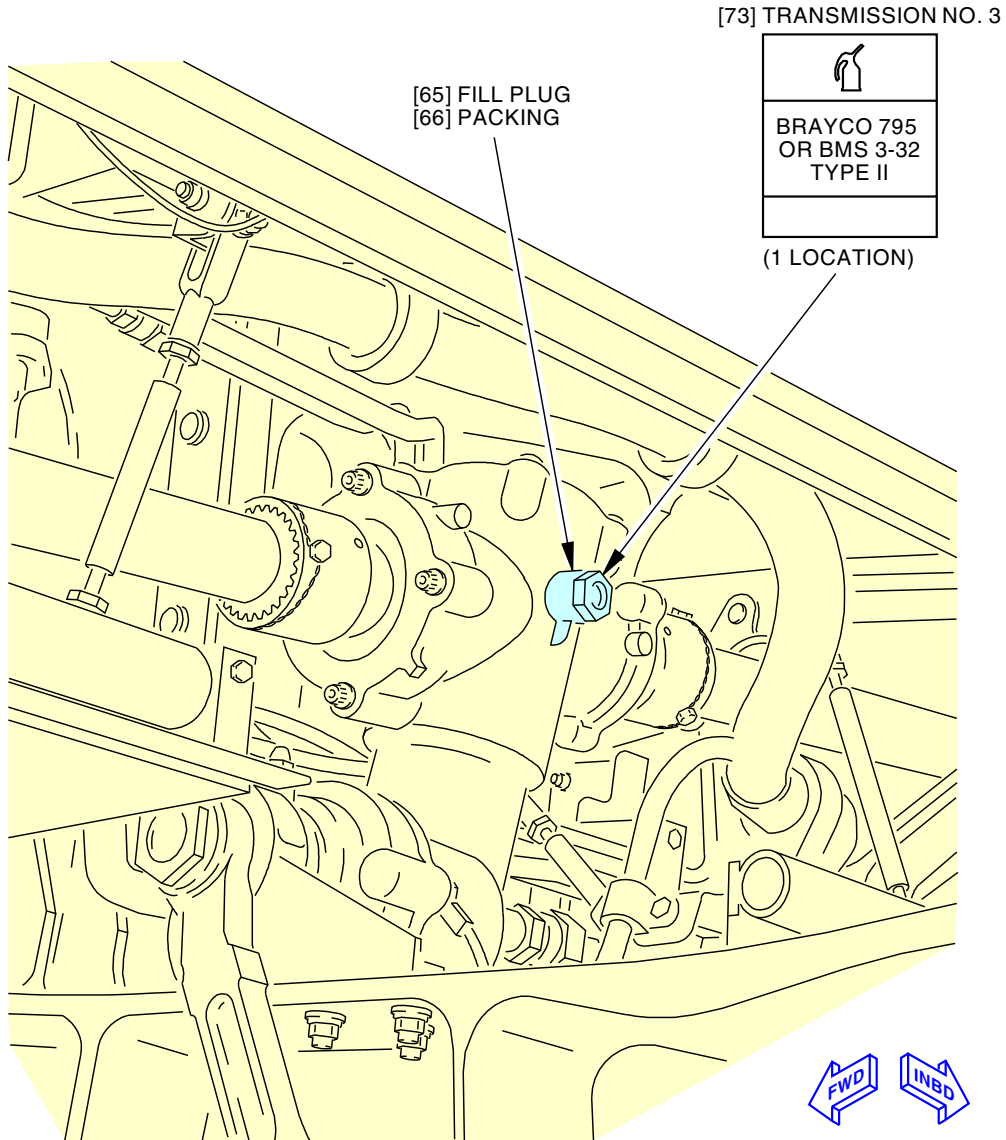 [73] TRANSMISSION NO. 3
[65] FILL PLUG
[66] PACKING
BRAYCO 795
OR BMS 3-32
TYPE II
(1 LOCATION)
FWD
INBD